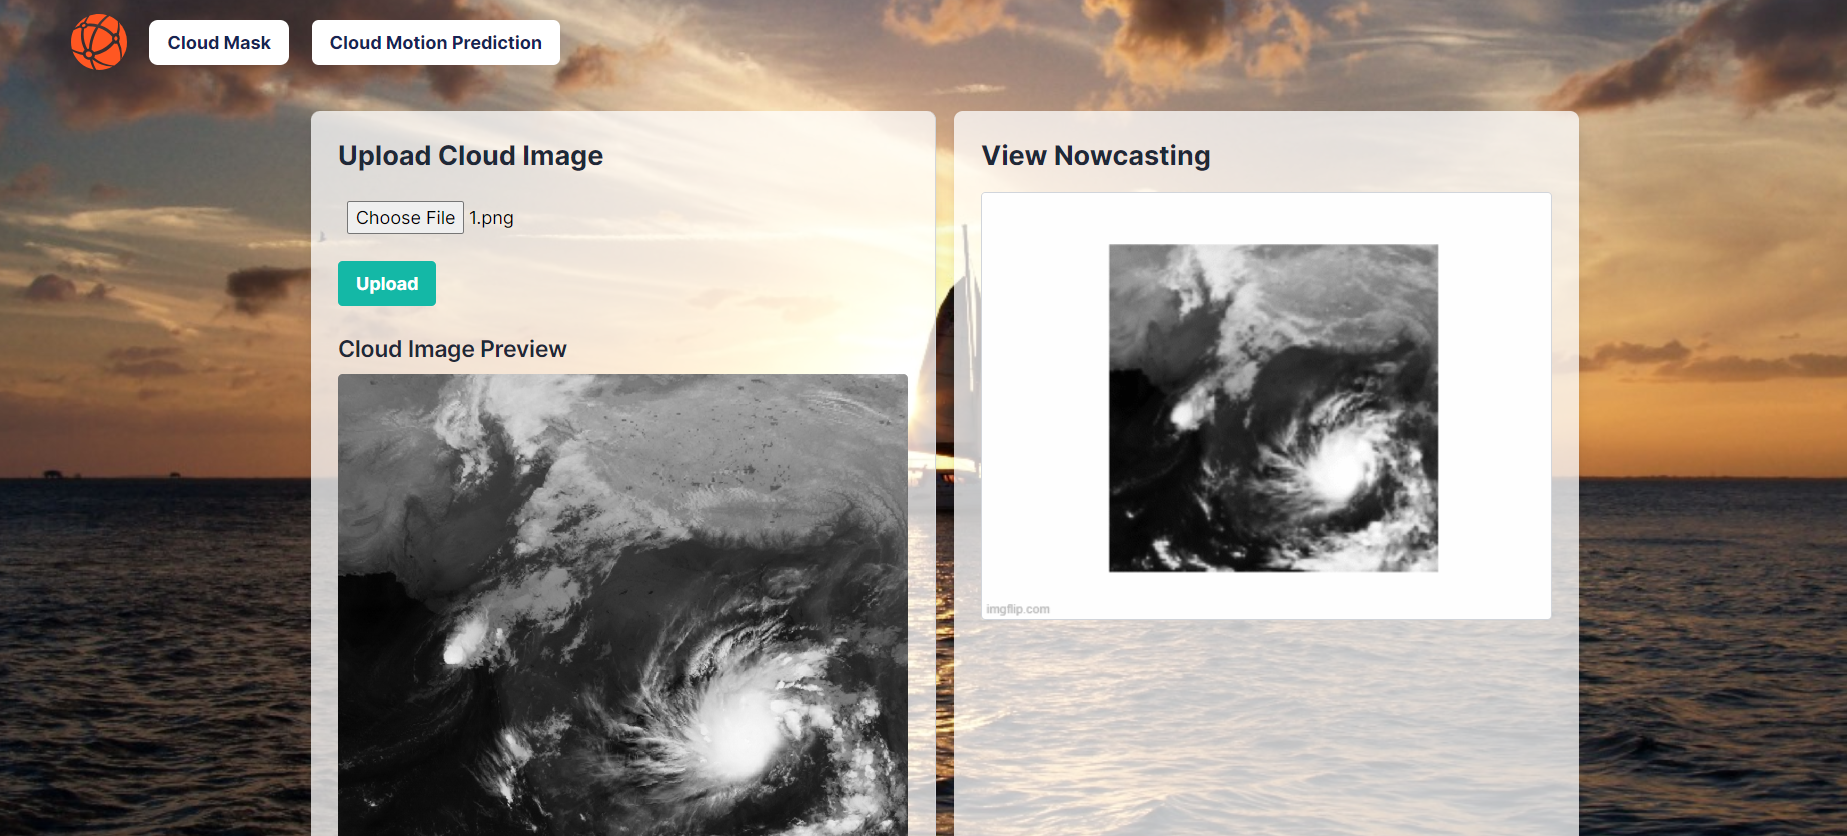 Cloud Mask
Cloud Motion Prediction
Upload Cloud Image
Choose File 1.png
Upload
Cloud Image Preview
View Nowcasting
imgflip.com